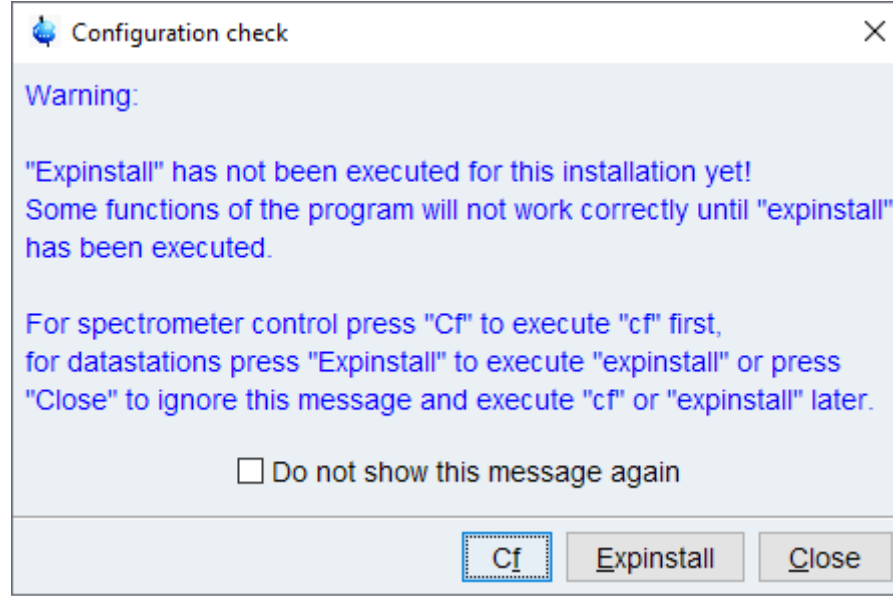 Configuration check
Warning:
"Expinstall" has not been executed for this installation yet!
Some functions of the program will not work correctly until "expinstall"
has been executed.
For spectrometer control press "Cf" to execute "cf" first,
for datastations press "Expinstall" to execute "expinstall" or press
"Close" to ignore this message and execute "cf" or "expinstall" later.
Do not show this message again
Cf Expinstall Close